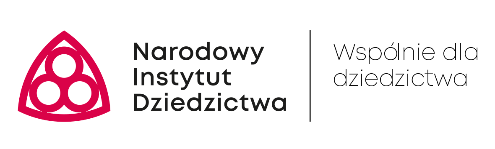 Narodowy
Instytut
Dziedzictwa
Wspólnie dla
dziedzictwa